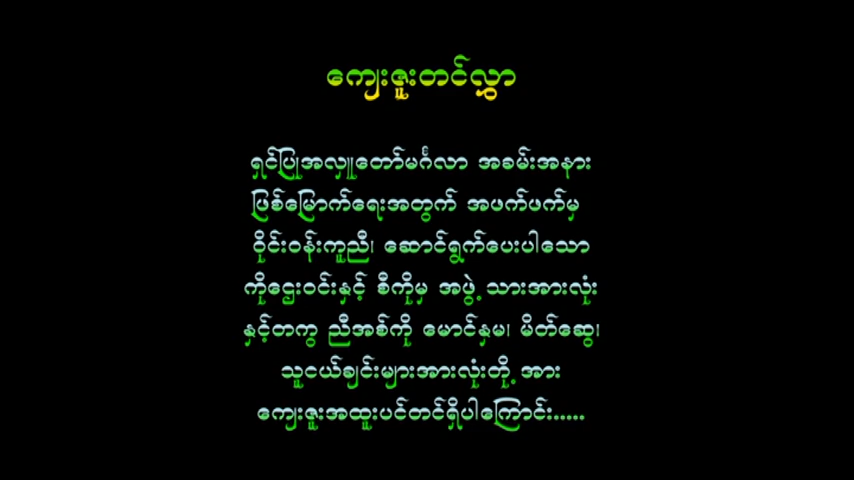 ကျေးဇူးတင်လွှာ
ရှင်ပြုအလှူတော်မင်္ဂလာ အခမ်းအနား
ဖြစ်မြောက်ရေးအတွက် အဖက်ဖက်မှ
ဝိုင်းဝန်းကူညီ၊ ဆောင်ရွက်ပေးပါသော
ကိုဌေးဝင်းနှင့် စီကိုမှ အဖွဲ့ သားအားလုံး
နှင့်တကွ ညီအစ်ကို မောင်နှမ၊ မိတ်ဆွေ၊
သူငယ်ချင်းများအားလုံးတို့ အား
ကျေးဇူးအထူးပင်တင်ရှိပါကြောင်း.....